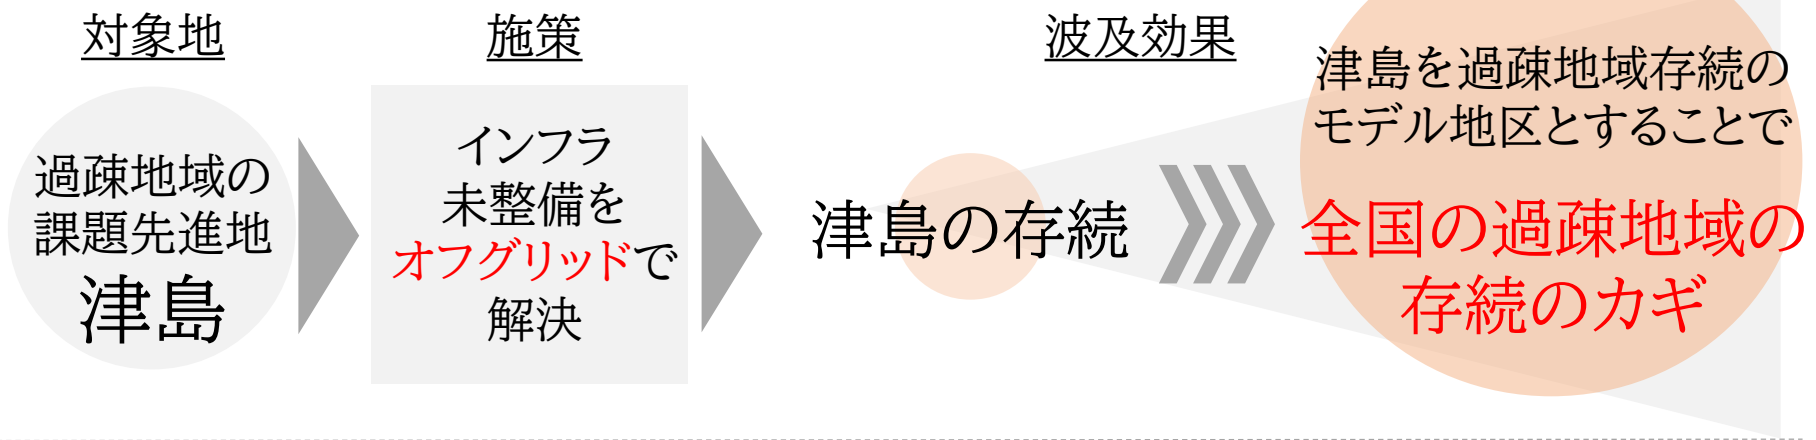 対象地
過疎地域の
課題先進地
津島
施策
インフラ
未整備を
オフグリッドで
解決
波及効果
津島の存続
津島を過疎地域存続の
モデル地区とすることで
全国の過疎地域の
存続のカギ